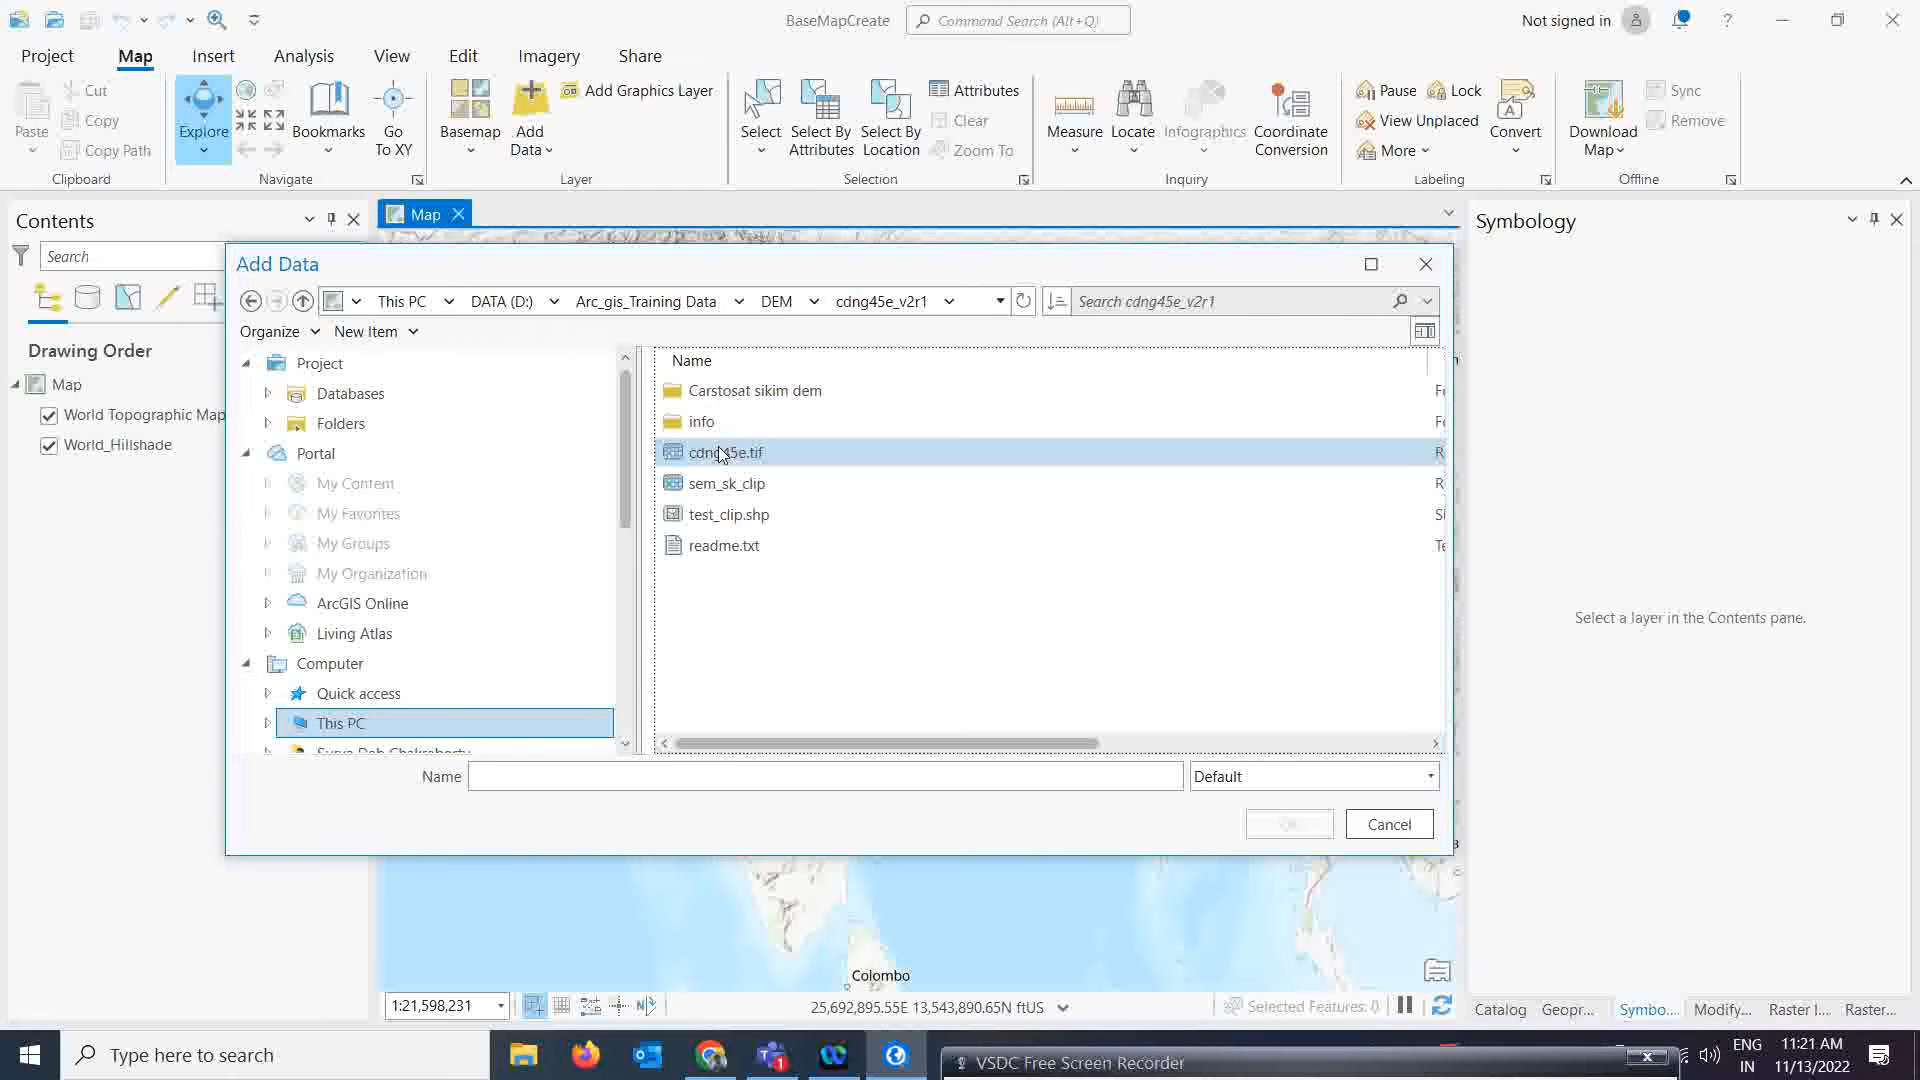 BaseMapCreate
Command Search (Alt+Q)
Not signed in
?
Project
Map
Insert
Analysis
View
Edit
Imagery
Share
Paste
Cut
Copy
Copy Path
Clipboard
Explore
Bookmarks
Go
To XY
Navigate
Basemap
Add
Data
Add Graphics Layer
Layer
Select
Select By
Attributes
Select By
Location
Attributes
Clear
Zoom To
Selection
Measure
Locate
Infographics
Coordinate
Conversion
Inquiry
Pause
Lock
View Unplaced
More
Convert
Labeling
Download
Map
Sync
Remove
Offline
Contents
Search
Drawing Order
Map
World Topographic Map
World_Hillshade
Map
Symbology
Select a layer in the Contents pane.
Add Data
This PC
DATA (D:)
Arc_gis_Training Data
DEM
cdng45e_v2r1
Search cdng45e_v2r1
Organize
New Item
Project
Databases
Folders
Portal
My Content
My Favorites
My Groups
My Organization
ArcGIS Online
Living Atlas
Computer
Quick access
This PC
Name
Carstosat sikim dem
info
cdng45e.tif
sem_sk_clip
test_clip.shp
readme.txt
Name
Default
Cancel
Colombo
1:21,598,231
25,692,895.55E 13,543,890.65N ftUS
Selected Features: 0
Catalog
Geopr...
Symbo...
Modify...
Raster I...
Raster...
Type here to search
VSDC Free Screen Recorder
ENG
IN
11:21 AM
11/13/2022